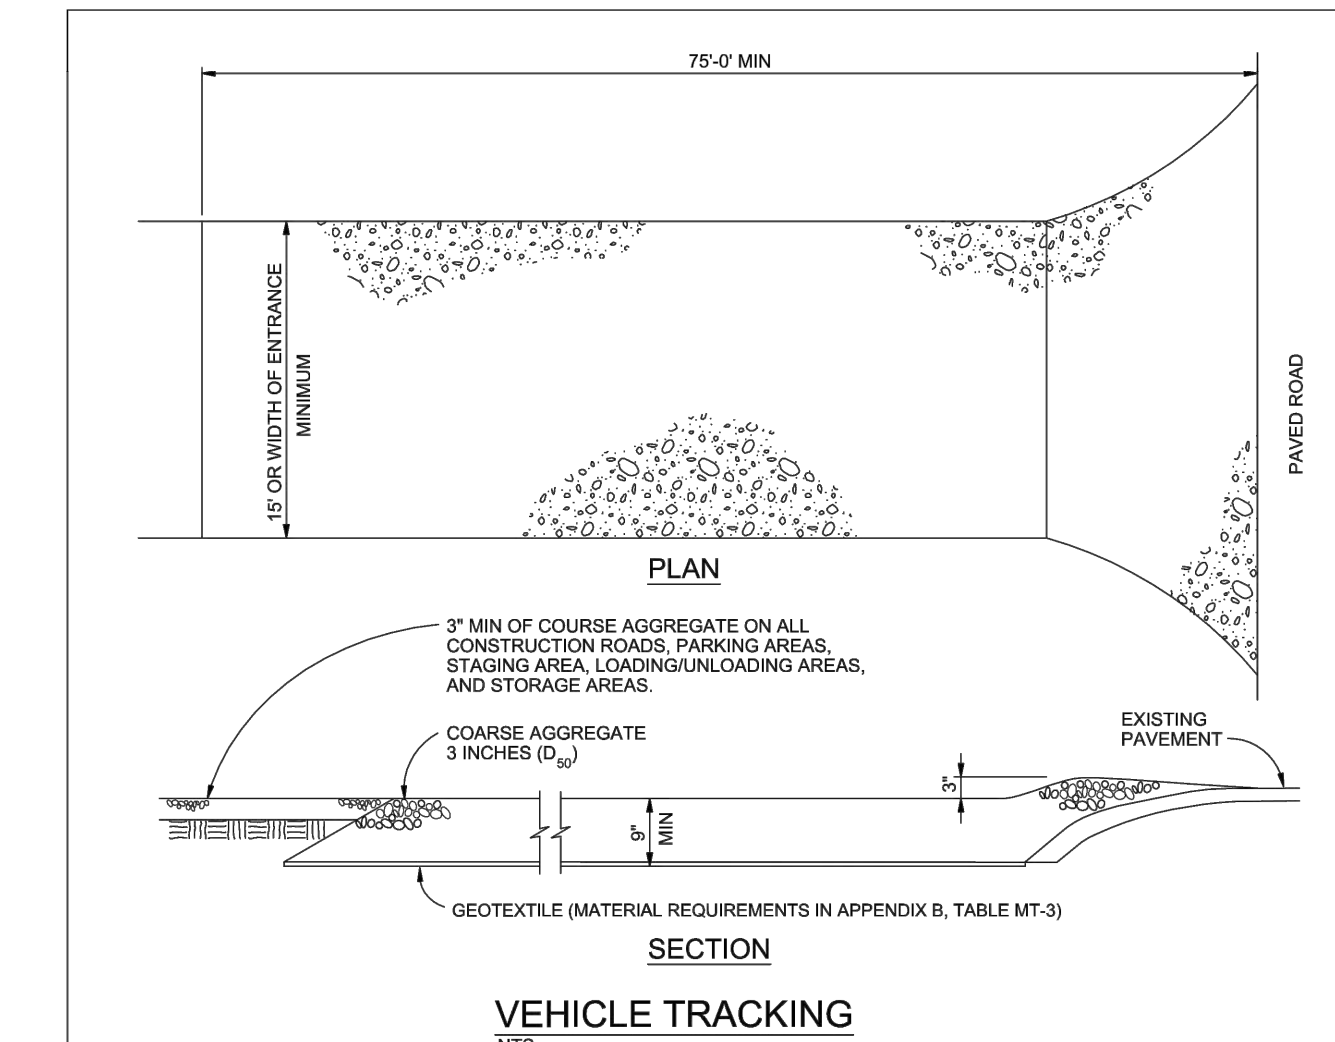 75'-0' MIN
15' OR WIDTH OF ENTRANCE
MINIMUM
PAVED ROAD
PLAN
3" MIN OF COURSE AGGREGATE ON ALL
CONSTRUCTION ROADS, PARKING AREAS,
STAGING AREA, LOADING/UNLOADING AREAS,
AND STORAGE AREAS.
COARSE AGGREGATE
3 INCHES (D50)
EXISTING
PAVEMENT
3"
9"
MIN
GEOTEXTILE (MATERIAL REQUIREMENTS IN APPENDIX B, TABLE MT-3)
SECTION
VEHICLE TRACKING
NTS